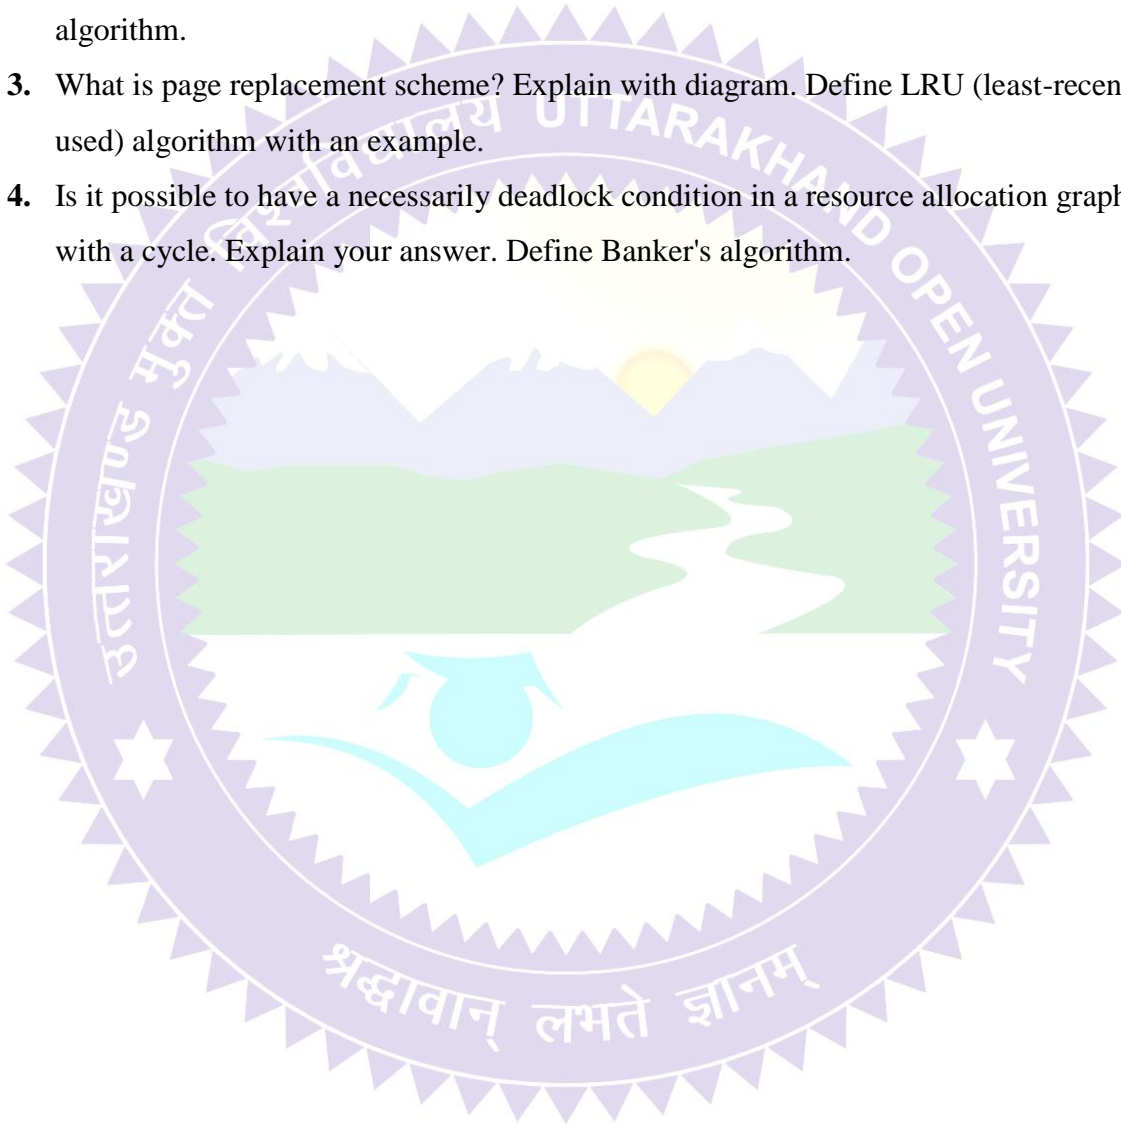 algorithm.
3. What is page replacement scheme? Explain with diagram. Define LRU (least-recen
used) algorithm with an example.
4. Is it possible to have a necessarily deadlock condition in a resource allocation graph
with a cycle. Explain your answer. Define Banker's algorithm.
उत्तराखण्ड मुक्त विश्वविद्यालय UTTARAKHAND OPEN UNIVERSITY
श्रद्धावान् लभते ज्ञानम्